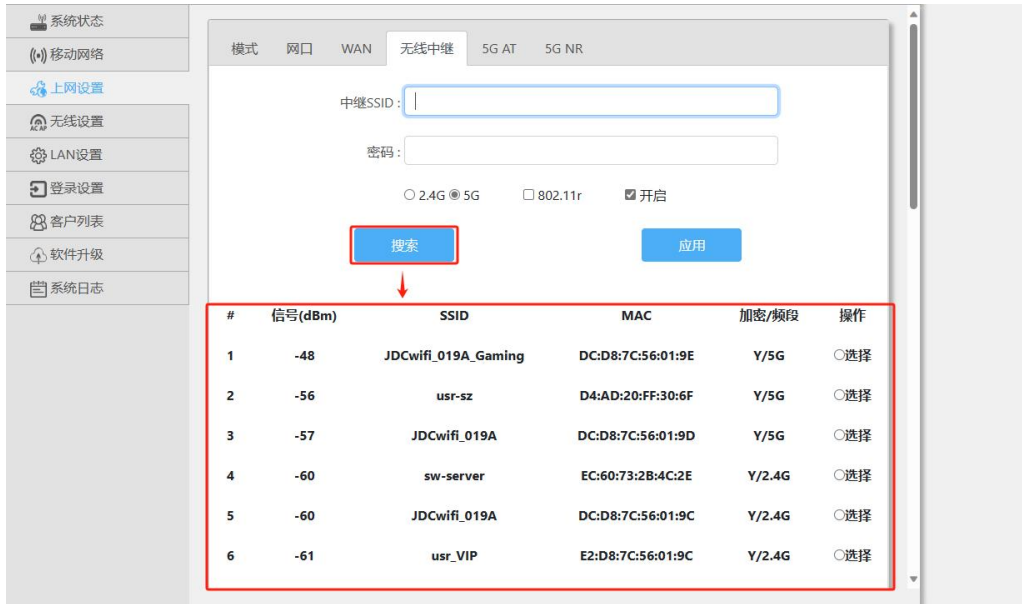 系统状态
移动网络
上网设置
无线设置
LAN设置
登录设置
客户列表
软件升级
系统日志
模式 网口 WAN 无线中继 5G AT 5G NR
中继SSID :
密码 :
2.4G 5G 802.11r 开启
搜索 应用
# 信号(dBm) SSID MAC 加密/频段 操作
1 -48 JDCwifi_019A_Gaming DC:D8:7C:56:01:9E Y/5G 选择
2 -56 usr-sz D4:AD:20:FF:30:6F Y/5G 选择
3 -57 JDCwifi_019A DC:D8:7C:56:01:9D Y/5G 选择
4 -60 sw-server EC:60:73:2B:4C:2E Y/2.4G 选择
5 -60 JDCwifi_019A DC:D8:7C:56:01:9C Y/2.4G 选择
6 -61 usr_VIP E2:D8:7C:56:01:9C Y/2.4G 选择